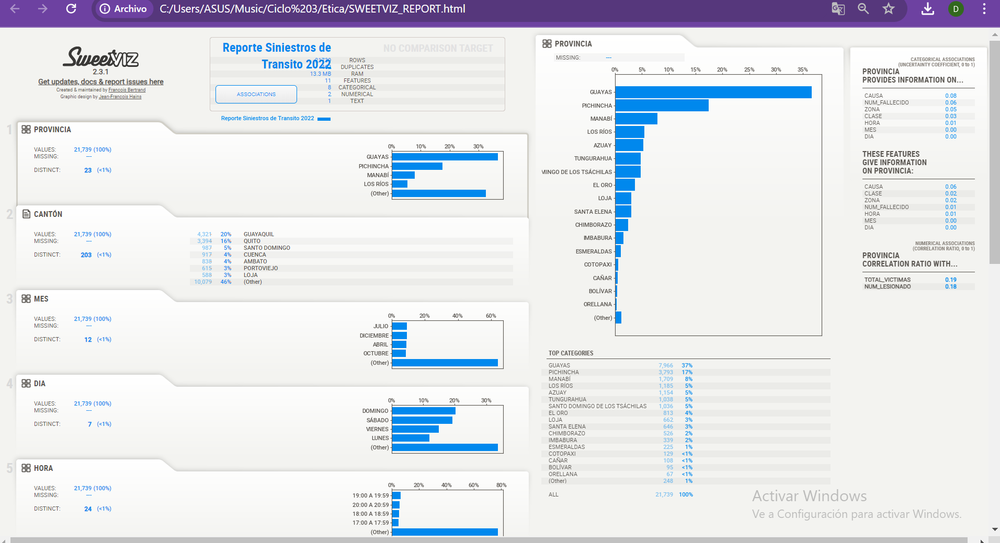 Archivo
C:/Users/ASUS/Music/Ciclo%203/Etica/SWEETVIZ_REPORT.html
D
SweetVIZ
2.3.1
Get updates, docs & report issues here
Created & maintained by Francois Bertrand
Graphic design by Jean-Francois Hains
Reporte Siniestros de
Transito 2022
NO COMPARISON TARGET
ROWS
DUPLICATES
13.3 MB RAM
11 FEATURES
8 CATEGORICAL
2 NUMERICAL
1 TEXT
ASSOCIATIONS
Reporte Siniestros de Transito 2022
1 PROVINCIA
VALUES: 21,739 (100%)
MISSING: ---
DISTINCT: 23 (<1%)
0% 10% 20% 30%
GUAYAS
PICHINCHA
MANABÍ
LOS RÍOS
(Other)
2 CANTÓN
VALUES: 21,739 (100%)
MISSING: ---
DISTINCT: 203 (<1%)
4,321 20% GUAYAQUIL
3,394 16% QUITO
987 5% SANTO DOMINGO
917 4% CUENCA
838 4% AMBATO
615 3% PORTOVIEJO
588 3% LOJA
10,079 46% (Other)
3 MES
VALUES: 21,739 (100%)
MISSING: ---
DISTINCT: 12 (<1%)
0% 20% 40% 60%
JULIO
DICIEMBRE
ABRIL
OCTUBRE
(Other)
4 DIA
VALUES: 21,739 (100%)
MISSING: ---
DISTINCT: 7 (<1%)
0% 10% 20% 30%
DOMINGO
SÁBADO
VIERNES
LUNES
(Other)
5 HORA
VALUES: 21,739 (100%)
MISSING: ---
DISTINCT: 24 (<1%)
0% 20% 40% 60% 80%
19:00 A 19:59
20:00 A 20:59
18:00 A 18:59
17:00 A 17:59
(Other)
PROVINCIA
MISSING: ---
0% 5% 10% 15% 20% 25% 30% 35%
GUAYAS
PICHINCHA
MANABÍ
LOS RÍOS
AZUAY
TUNGURAHUA
MINGO DE LOS TSÁCHILAS
EL ORO
LOJA
SANTA ELENA
CHIMBORAZO
IMBABURA
ESMERALDAS
COTOPAXI
CAÑAR
BOLÍVAR
ORELLANA
(Other)
TOP CATEGORIES
GUAYAS 7,966 37%
PICHINCHA 3,793 17%
MANABÍ 1,709 8%
LOS RÍOS 1,185 5%
AZUAY 1,154 5%
TUNGURAHUA 1,038 5%
SANTO DOMINGO DE LOS TSÁCHILAS 1,036 5%
EL ORO 813 4%
LOJA 662 3%
SANTA ELENA 646 3%
CHIMBORAZO 526 2%
IMBABURA 339 2%
ESMERALDAS 225 1%
COTOPAXI 129 <1%
CAÑAR 108 <1%
BOLÍVAR 95 <1%
ORELLANA 67 <1%
(Other) 248 1%
ALL 21,739 100%
CATEGORICAL ASSOCIATIONS
(UNCERTAINTY COEFFICIENT, 0 to 1)
PROVINCIA
PROVIDES INFORMATION ON...
CAUSA 0.08
NUM_FALLECIDO 0.06
ZONA 0.05
CLASE 0.03
HORA 0.01
MES 0.00
DIA 0.00
THESE FEATURES
GIVE INFORMATION
ON PROVINCIA:
CAUSA 0.06
CLASE 0.02
ZONA 0.02
NUM_FALLECIDO 0.01
HORA 0.01
MES 0.00
DIA 0.00
NUMERICAL ASSOCIATIONS
(CORRELATION RATIO, 0 to 1)
PROVINCIA
CORRELATION RATIO WITH...
TOTAL_VICTIMAS 0.19
NUM_LESIONADO 0.18
Activar Windows
Ve a Configuración para activar Windows.